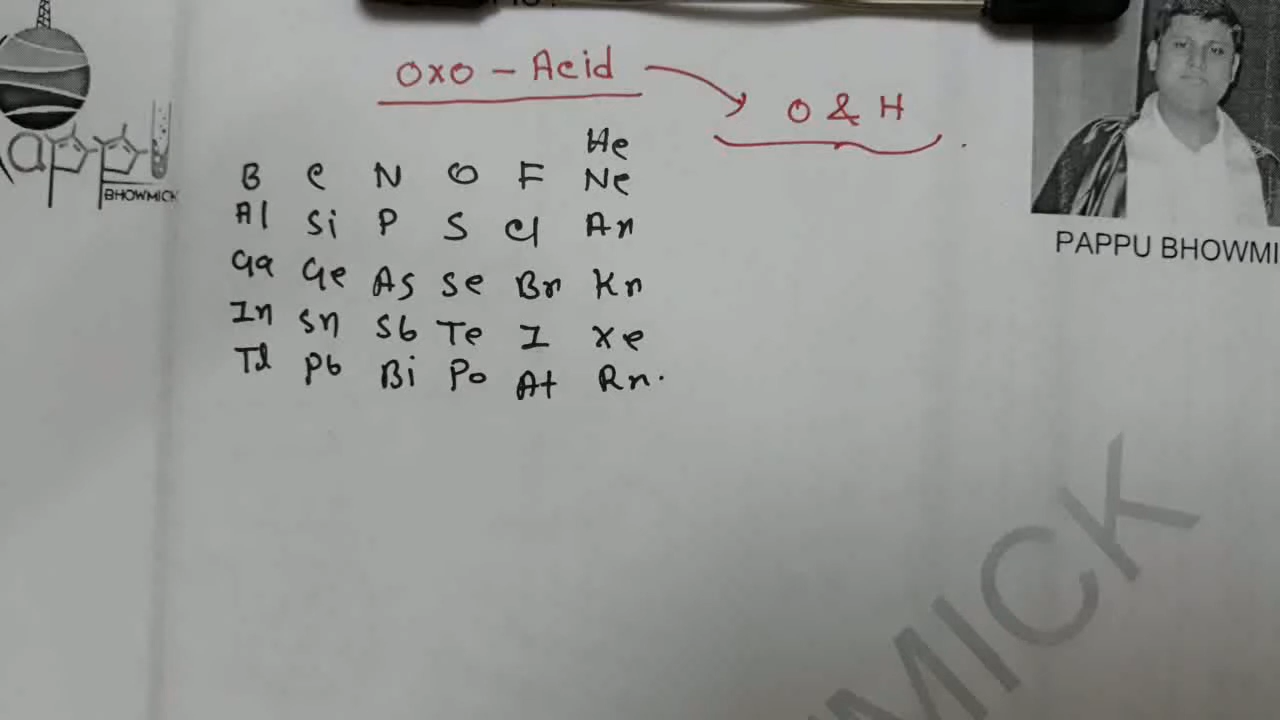 Oxo - Acid
O & H
He
B C N O F Ne
Al Si P S Cl Ar
Ga Ge As Se Br Kr
In Sn Sb Te I Xe
Tl Pb Bi Po At Rn.
BHOWMICK
PAPPU BHOWMI
MICK